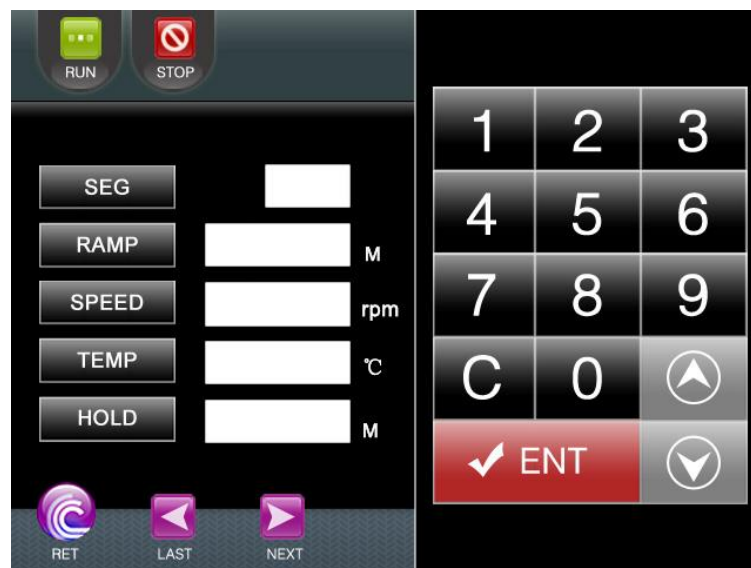 RUN
STOP
SEG
RAMP
M
SPEED
rpm
TEMP
℃
HOLD
M
RET
LAST
NEXT
1 2 3
4 5 6
7 8 9
C 0
ENT